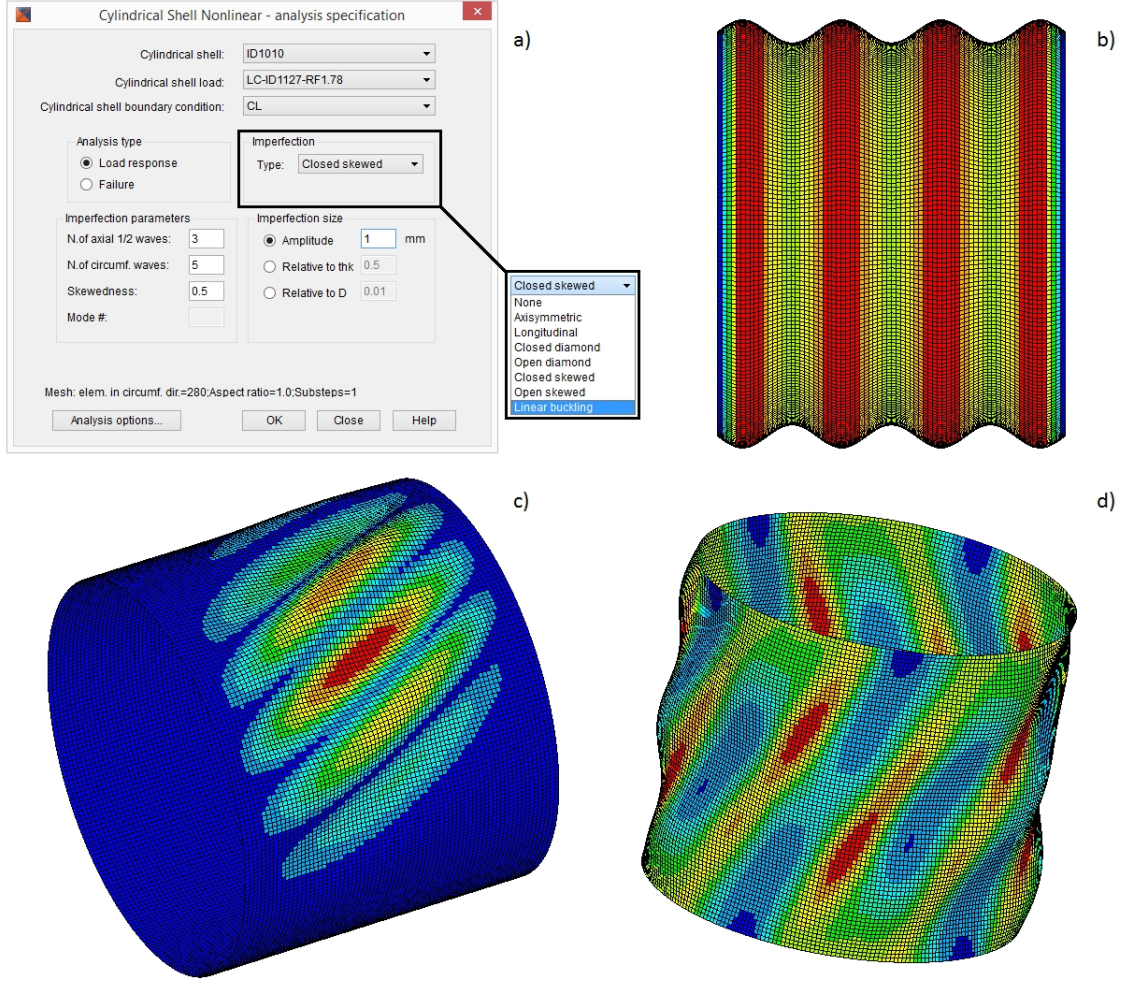 Cylindrical Shell Nonlinear - analysis specification
a)
b)
Cylindrical shell: ID1010
Cylindrical shell load: LC-ID1127-RF1.78
Cylindrical shell boundary condition: CL
Analysis type
Load response
Failure
Imperfection
Type: Closed skewed
Imperfection parameters
N.of axial 1/2 waves: 3
N.of circumf. waves: 5
Skewedness: 0.5
Mode #:
Imperfection size
Amplitude 1 mm
Relative to thk 0.5
Relative to D 0.01
Closed skewed
None
Axisymmetric
Longitudinal
Closed diamond
Open diamond
Closed skewed
Open skewed
Linear buckling
Mesh: elem. in circumf. dir.=280;Aspect ratio=1.0;Substeps=1
Analysis options... OK Close Help
c)
d)